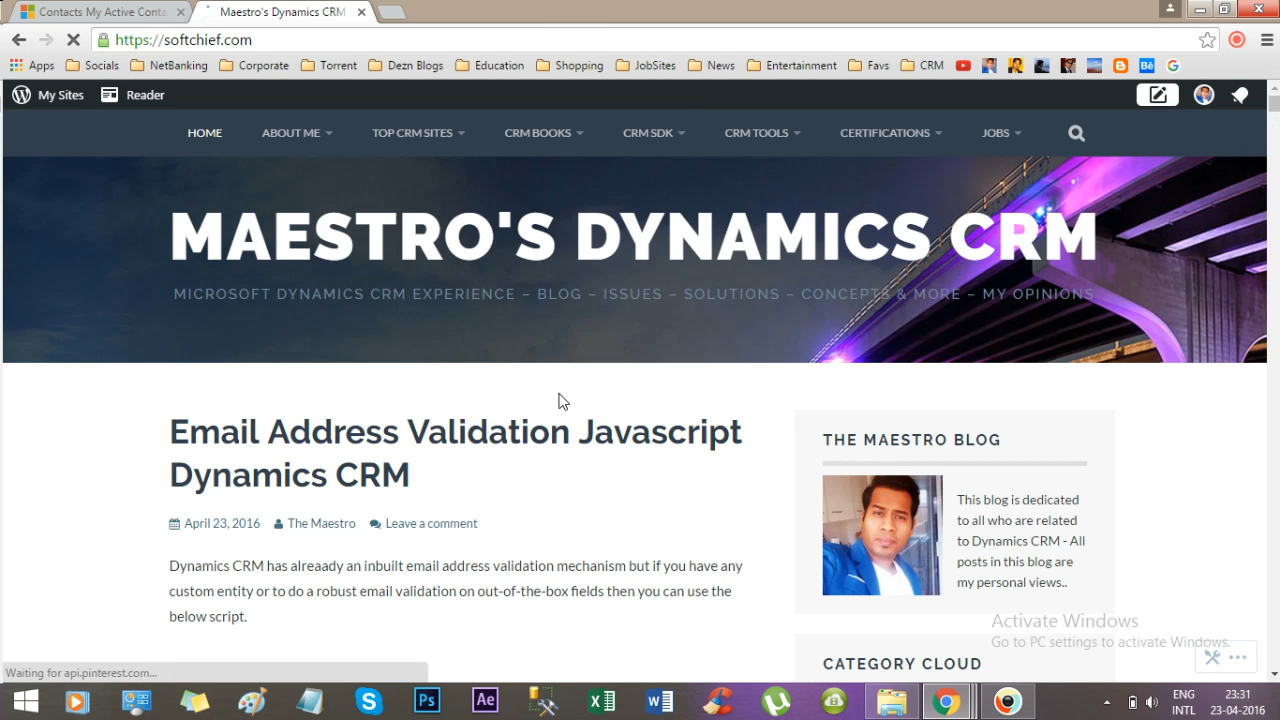 Contacts My Active Conta
Maestro's Dynamics CRM
https://softchief.com
Apps Socials NetBanking Corporate Torrent Dezn Blogs Education Shopping JobSites News Entertainment Favs CRM
My Sites Reader
HOME ABOUT ME TOP CRM SITES CRM BOOKS CRM SDK CRM TOOLS CERTIFICATIONS JOBS
MAESTRO'S DYNAMICS CRM
MICROSOFT DYNAMICS CRM EXPERIENCE – BLOG – ISSUES – SOLUTIONS – CONCEPTS & MORE – MY OPINIONS
Email Address Validation Javascript
Dynamics CRM
April 23, 2016 The Maestro Leave a comment
Dynamics CRM has alreaady an inbuilt email address validation mechanism but if you have any
custom entity or to do a robust email validation on out-of-the-box fields then you can use the
below script.
THE MAESTRO BLOG
This blog is dedicated
to all who are related
to Dynamics CRM - All
posts in this blog are
my personal views..
CATEGORY CLOUD
Activate Windows
Go to PC settings to activate Windows.
Waiting for api.pinterest.com...
ENG
INTL
23:31
23-04-2016